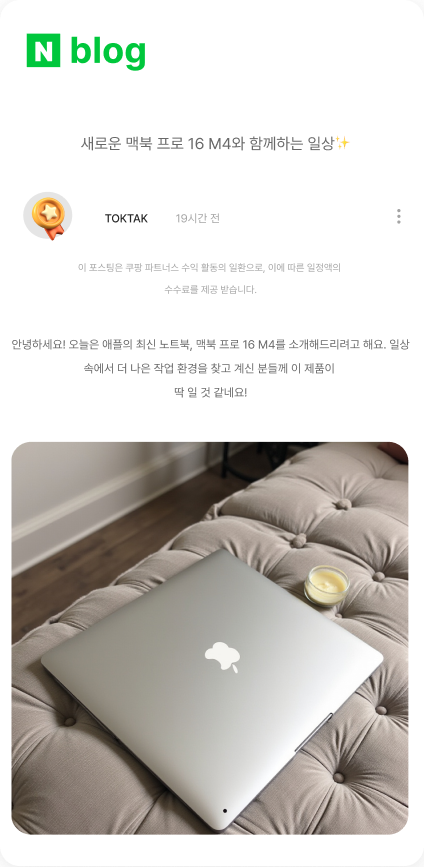 N blog
새로운 맥북 프로 16 M4와 함께하는 일상✨
TOKTAK 19시간 전
이 포스팅은 쿠팡 파트너스 수익 활동의 일환으로, 이에 따른 일정액의
수수료를 제공 받습니다.
안녕하세요! 오늘은 애플의 최신 노트북, 맥북 프로 16 M4를 소개해드리려고 해요. 일상
속에서 더 나은 작업 환경을 찾고 계신 분들께 이 제품이
딱 일 것 같네요!